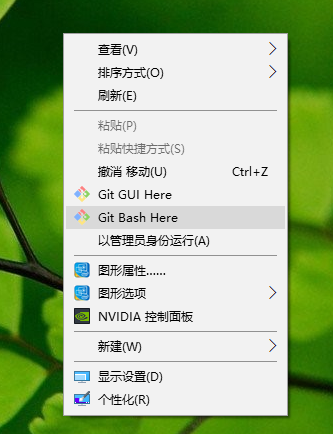 查看(V)
排序方式(O)
刷新(E)
粘贴(P)
粘贴快捷方式(S)
撤消 移动(U) Ctrl+Z
Git GUI Here
Git Bash Here
以管理员身份运行(A)
图形属性……
图形选项
NVIDIA 控制面板
新建(W)
显示设置(D)
个性化(R)